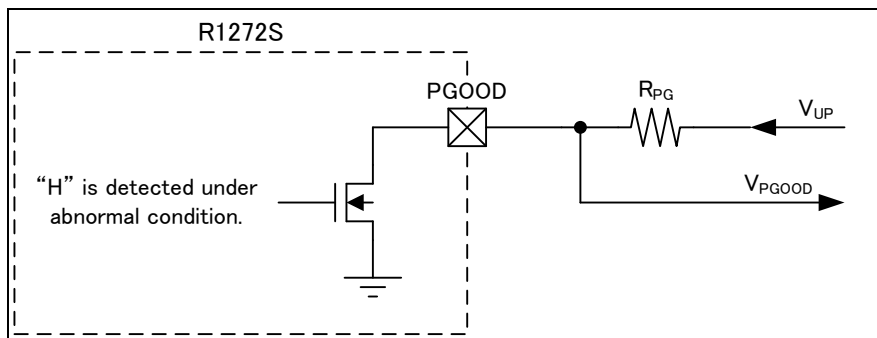 R1272S
PGOOD
RPG
VUP
VPGOOD
“H” is detected under
abnormal condition.